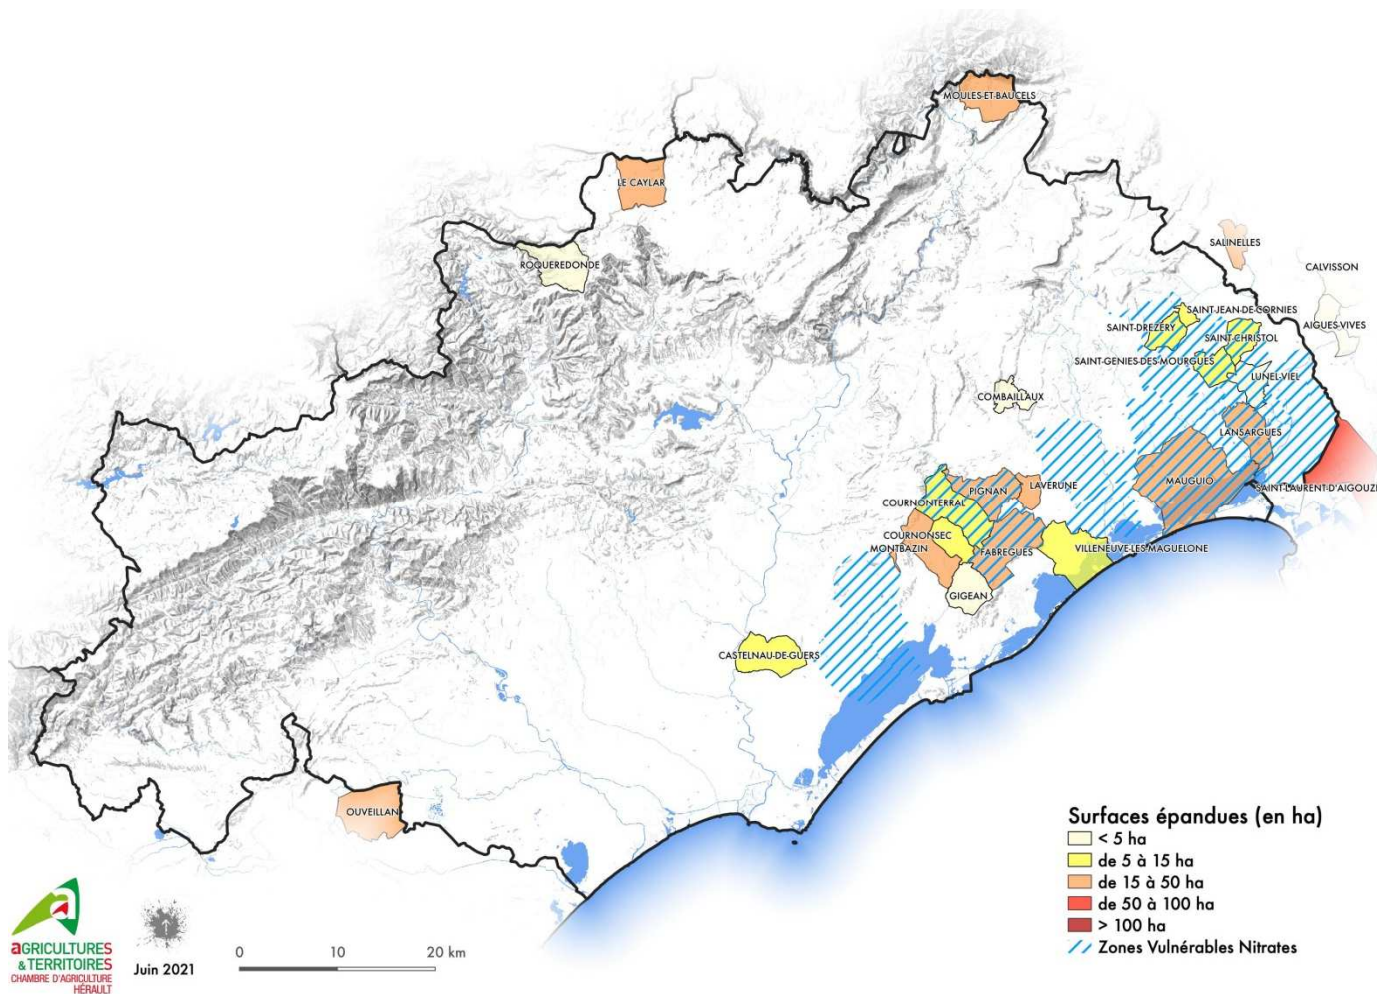 MOULES-ET-BAUCELS
LE CAYLAR
ROQUEREDONDE
SALINELLES
CALVISSON
AIGUES-VIVES
SAINT-JEAN-DE-CORNIES
SAINT-DREZERY
SAINT-CHRISTOL
SAINT-GENIES-DES-MOURGUES
LUNEL-VIEL
COMBAILLAUX
LANSARGUES
MAUGUIO
SAINT-LAURENT-D'AIGOUZE
PIGNAN
LAVERUNE
COURNONTERRAL
COURNONSEC
MONTBAZIN
FABREGUES
VILLENEUVE-LES-MAGUELONE
GIGEAN
CASTELNAU-DE-GUERS
OUVEILLAN
Surfaces épandues (en ha)
< 5 ha
de 5 à 15 ha
de 15 à 50 ha
de 50 à 100 ha
> 100 ha
Zones Vulnérables Nitrates
aGRICULTURES
& TERRITOIRES
CHAMBRE D'AGRICULTURE
HÉRAULT
Juin 2021
0 10 20 km